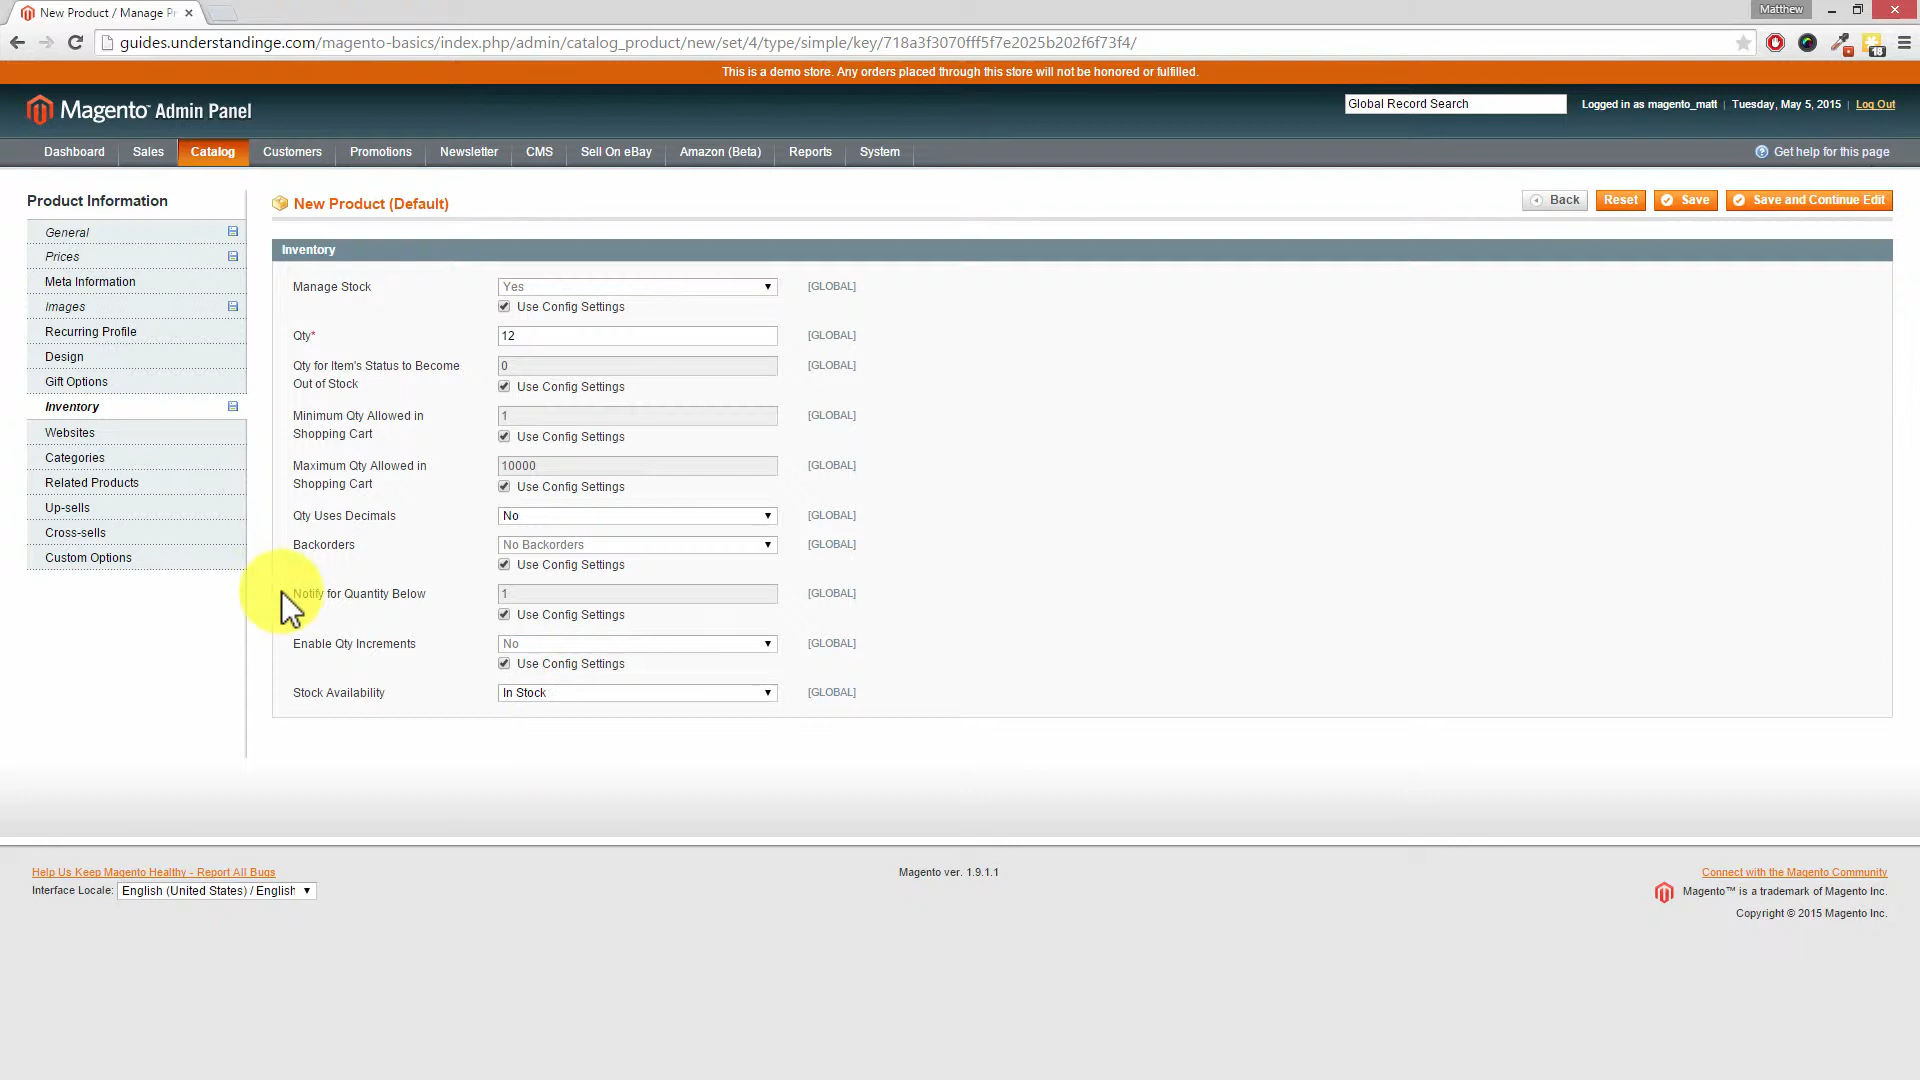 New Product / Manage Pr
Matthew
guides.understandinge.com/magento-basics/index.php/admin/catalog_product/new/set/4/type/simple/key/718a3f3070fff5f7e2025b202f6f73f4/
18
This is a demo store. Any orders placed through this store will not be honored or fulfilled.
Magento™ Admin Panel
Global Record Search
Logged in as magento_matt | Tuesday, May 5, 2015 | Log Out
Dashboard Sales Catalog Customers Promotions Newsletter CMS Sell On eBay Amazon (Beta) Reports System
Get help for this page
Product Information
General
Prices
Meta Information
Images
Recurring Profile
Design
Gift Options
Inventory
Websites
Categories
Related Products
Up-sells
Cross-sells
Custom Options
New Product (Default)
Back Reset Save Save and Continue Edit
Inventory
Manage Stock Yes [GLOBAL]
Use Config Settings
Qty* 12 [GLOBAL]
Qty for Item's Status to Become Out of Stock 0 [GLOBAL]
Use Config Settings
Minimum Qty Allowed in Shopping Cart 1 [GLOBAL]
Use Config Settings
Maximum Qty Allowed in Shopping Cart 10000 [GLOBAL]
Use Config Settings
Qty Uses Decimals No [GLOBAL]
Backorders No Backorders [GLOBAL]
Use Config Settings
Notify for Quantity Below 1 [GLOBAL]
Use Config Settings
Enable Qty Increments No [GLOBAL]
Use Config Settings
Stock Availability In Stock [GLOBAL]
Help Us Keep Magento Healthy - Report All Bugs
Interface Locale: English (United States) / English
Magento ver. 1.9.1.1
Connect with the Magento Community
Magento™ is a trademark of Magento Inc.
Copyright © 2015 Magento Inc.